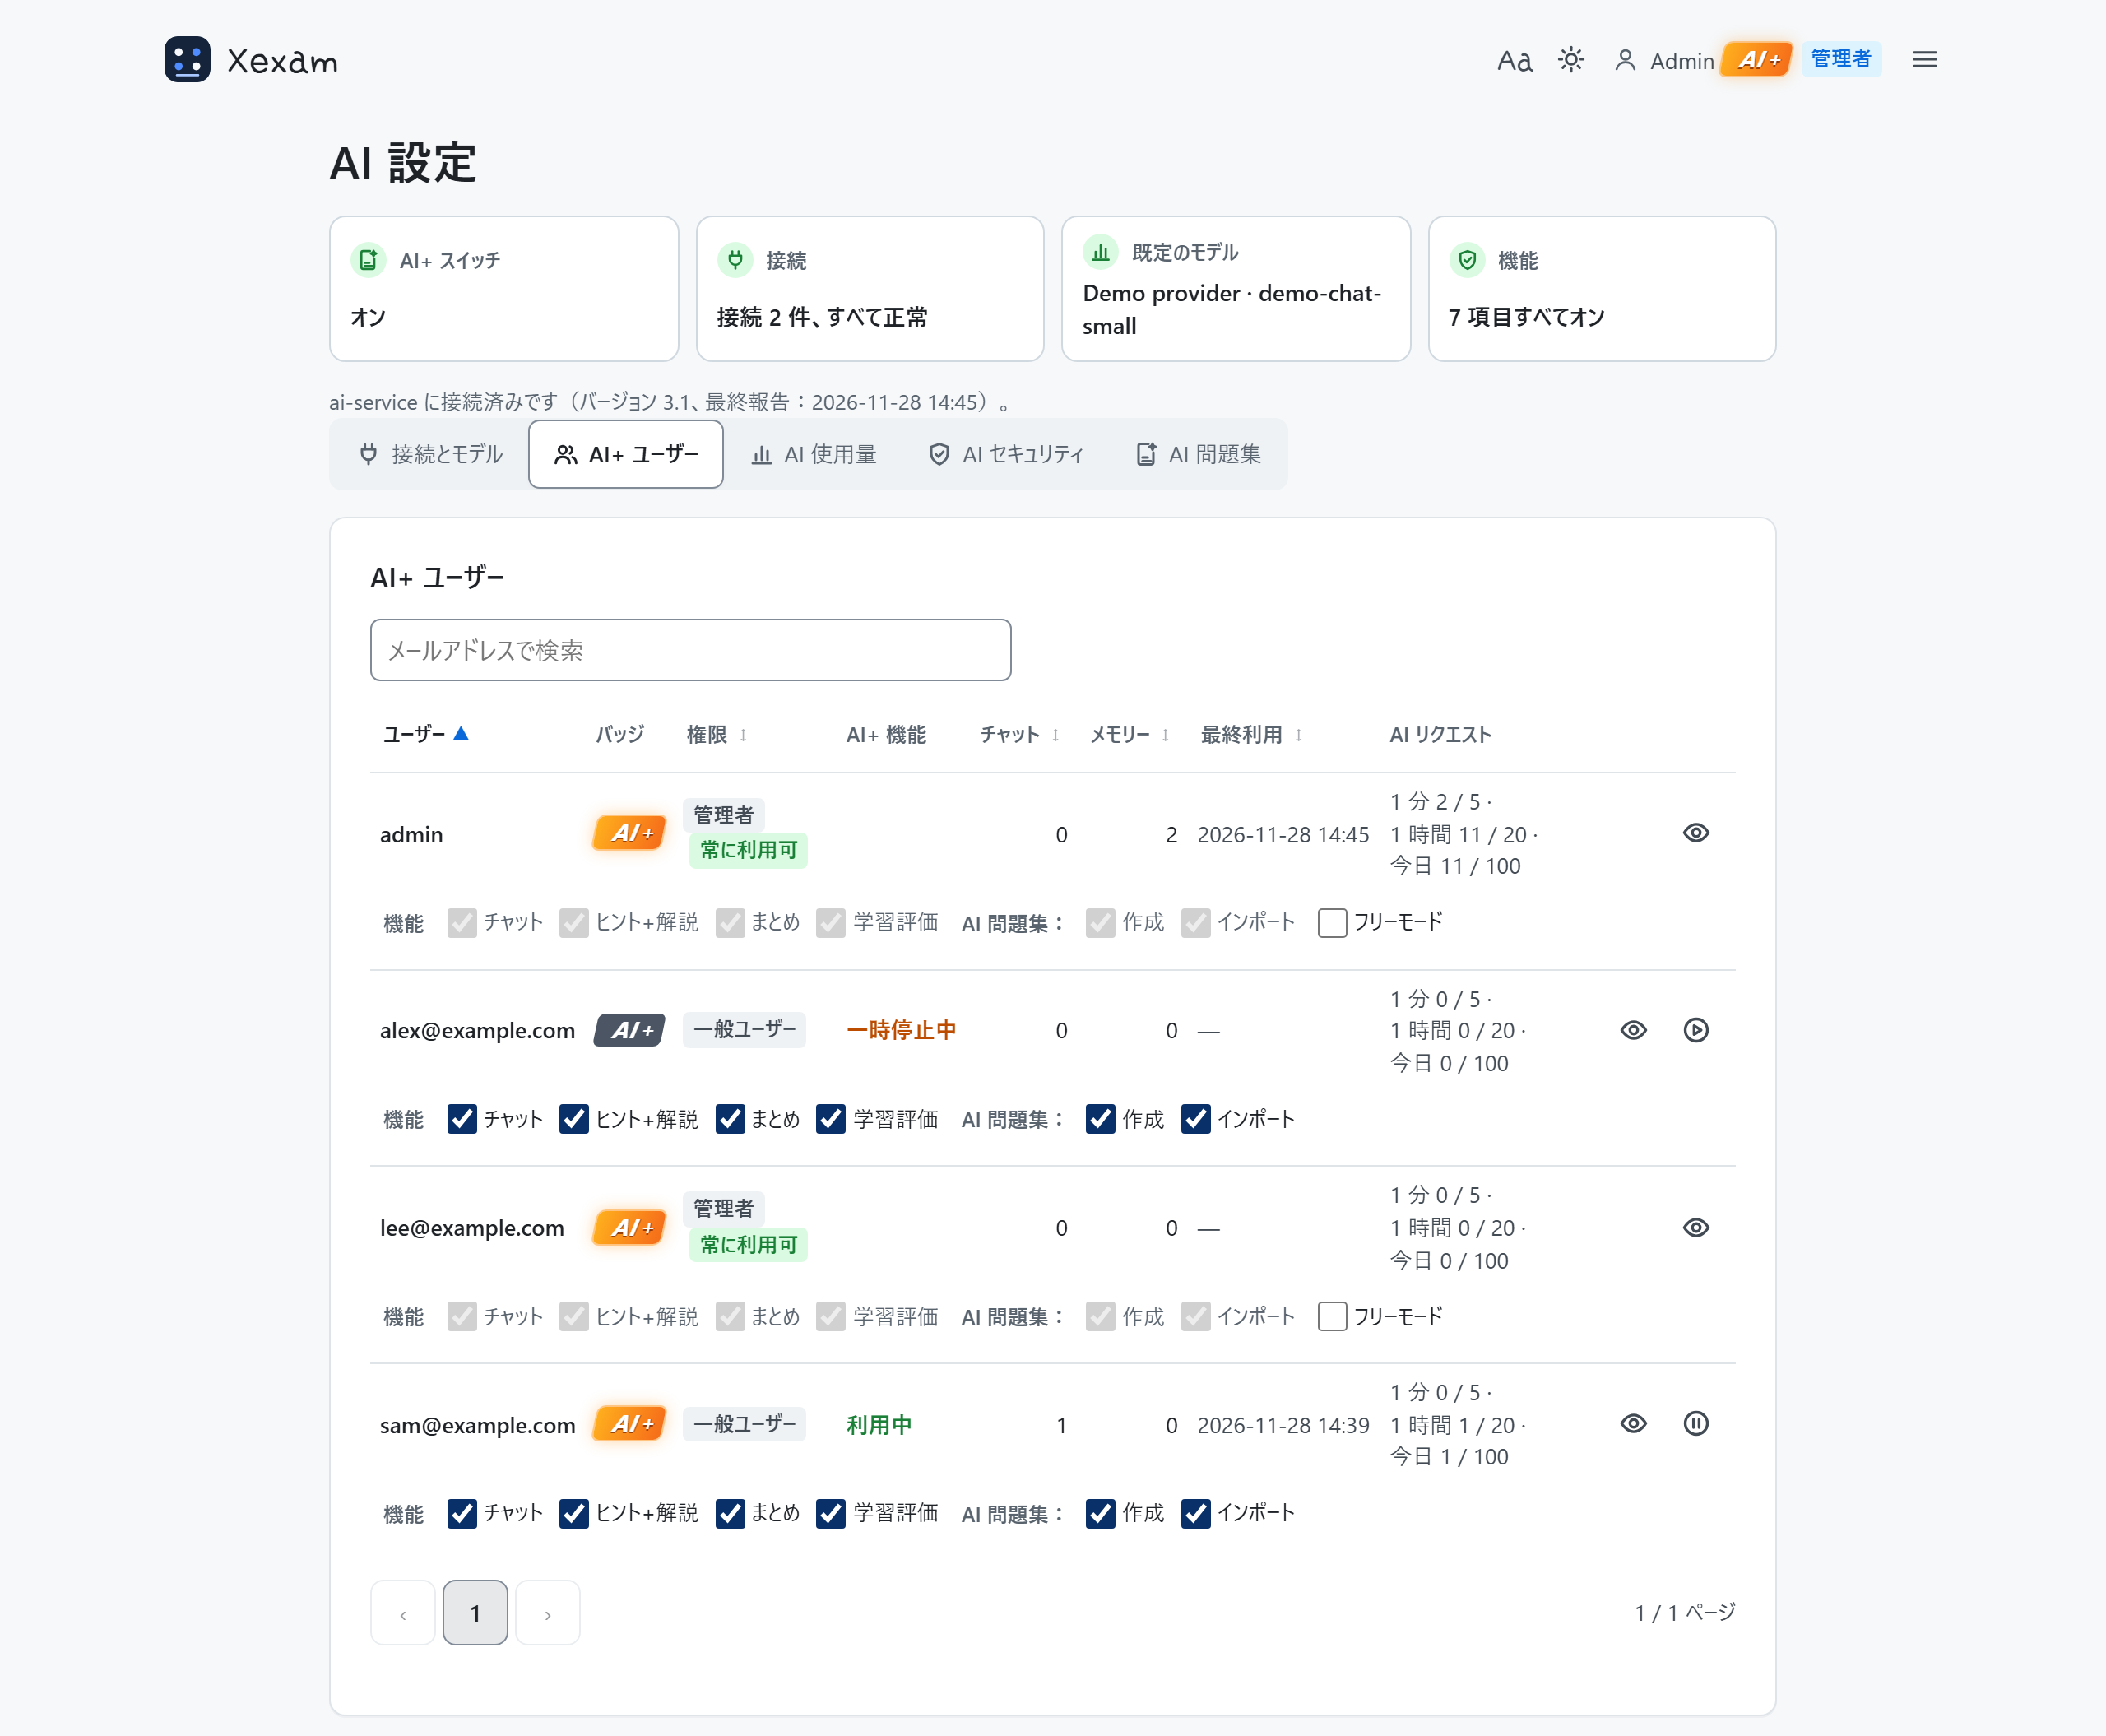 Xexam
Aa Admin AI+ 管理者
AI 設定
AI+ スイッチ
オン
接続
接続 2 件、すべて正常
既定のモデル
Demo provider · demo-chat-
small
機能
7 項目すべてオン
ai-service に接続済みです（バージョン 3.1、最終報告：2026-11-28 14:45）。
接続とモデル AI+ ユーザー AI 使用量 AI セキュリティ AI 問題集
AI+ ユーザー
メールアドレスで検索
ユーザー ▲ バッジ 権限 ↕ AI+ 機能 チャット ↕ メモリー ↕ 最終利用 ↕ AI リクエスト
admin AI+ 管理者 常に利用可 0 2 2026-11-28 14:45 1 分 2 / 5 ·
1 時間 11 / 20 ·
今日 11 / 100
機能 チャット ヒント+解説 まとめ 学習評価 AI 問題集： 作成 インポート フリーモード
alex@example.com AI+ 一般ユーザー 一時停止中 0 0 — 1 分 0 / 5 ·
1 時間 0 / 20 ·
今日 0 / 100
機能 チャット ヒント+解説 まとめ 学習評価 AI 問題集： 作成 インポート
lee@example.com AI+ 管理者 常に利用可 0 0 — 1 分 0 / 5 ·
1 時間 0 / 20 ·
今日 0 / 100
機能 チャット ヒント+解説 まとめ 学習評価 AI 問題集： 作成 インポート フリーモード
sam@example.com AI+ 一般ユーザー 利用中 1 0 2026-11-28 14:39 1 分 0 / 5 ·
1 時間 1 / 20 ·
今日 1 / 100
機能 チャット ヒント+解説 まとめ 学習評価 AI 問題集： 作成 インポート
‹ 1 › 1 / 1 ページ